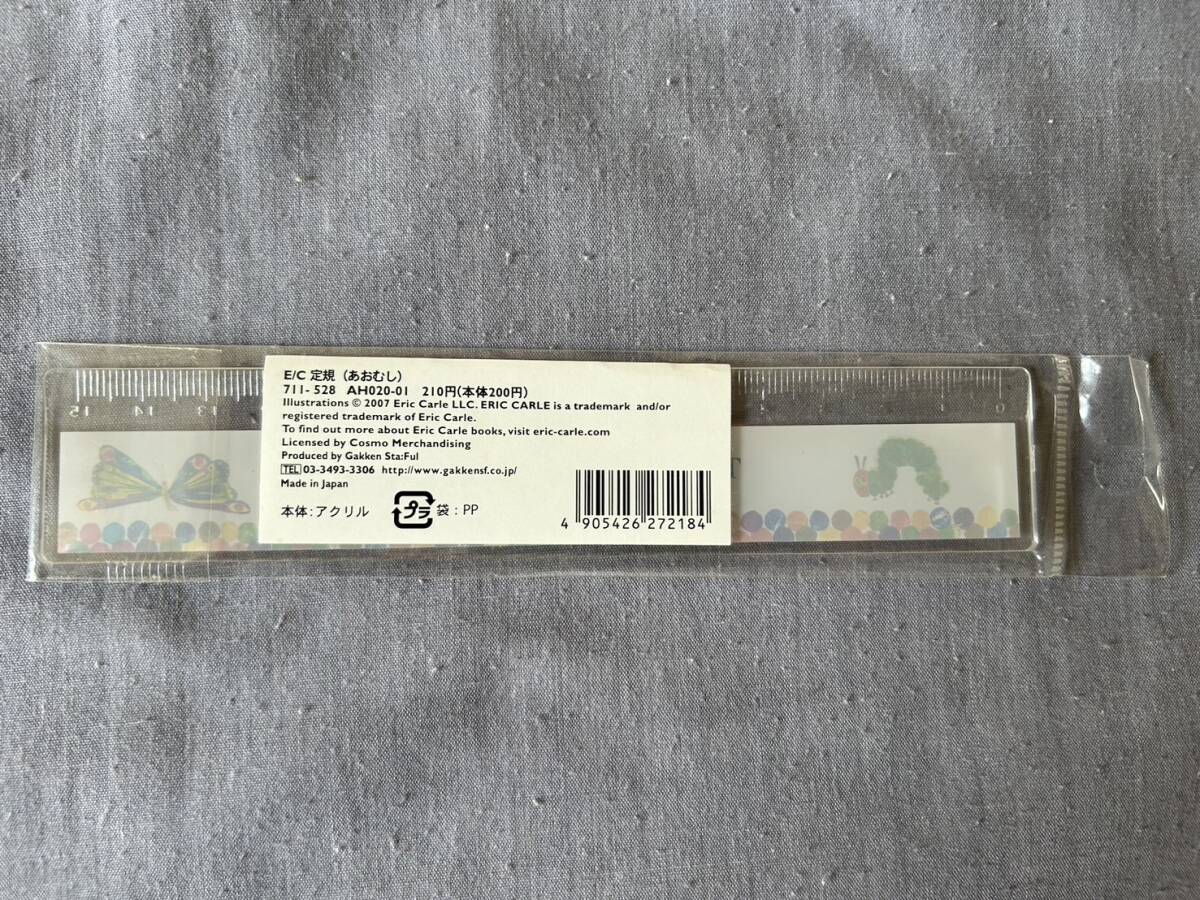 E/C 定規（あおむし）
711-528 AH020-01 210円(本体200円)
Illustrations © 2007 Eric Carle LLC. ERIC CARLE is a trademark and/or
registered trademark of Eric Carle.
To find out more about Eric Carle books, visit eric-carle.com
Licensed by Cosmo Merchandising
Produced by Gakken Sta:Ful
TEL 03-3493-3306 http://www.gakkensf.co.jp/
Made in Japan
本体：アクリル プラ 袋：PP
4 905426 272184
15 14 13 1 0